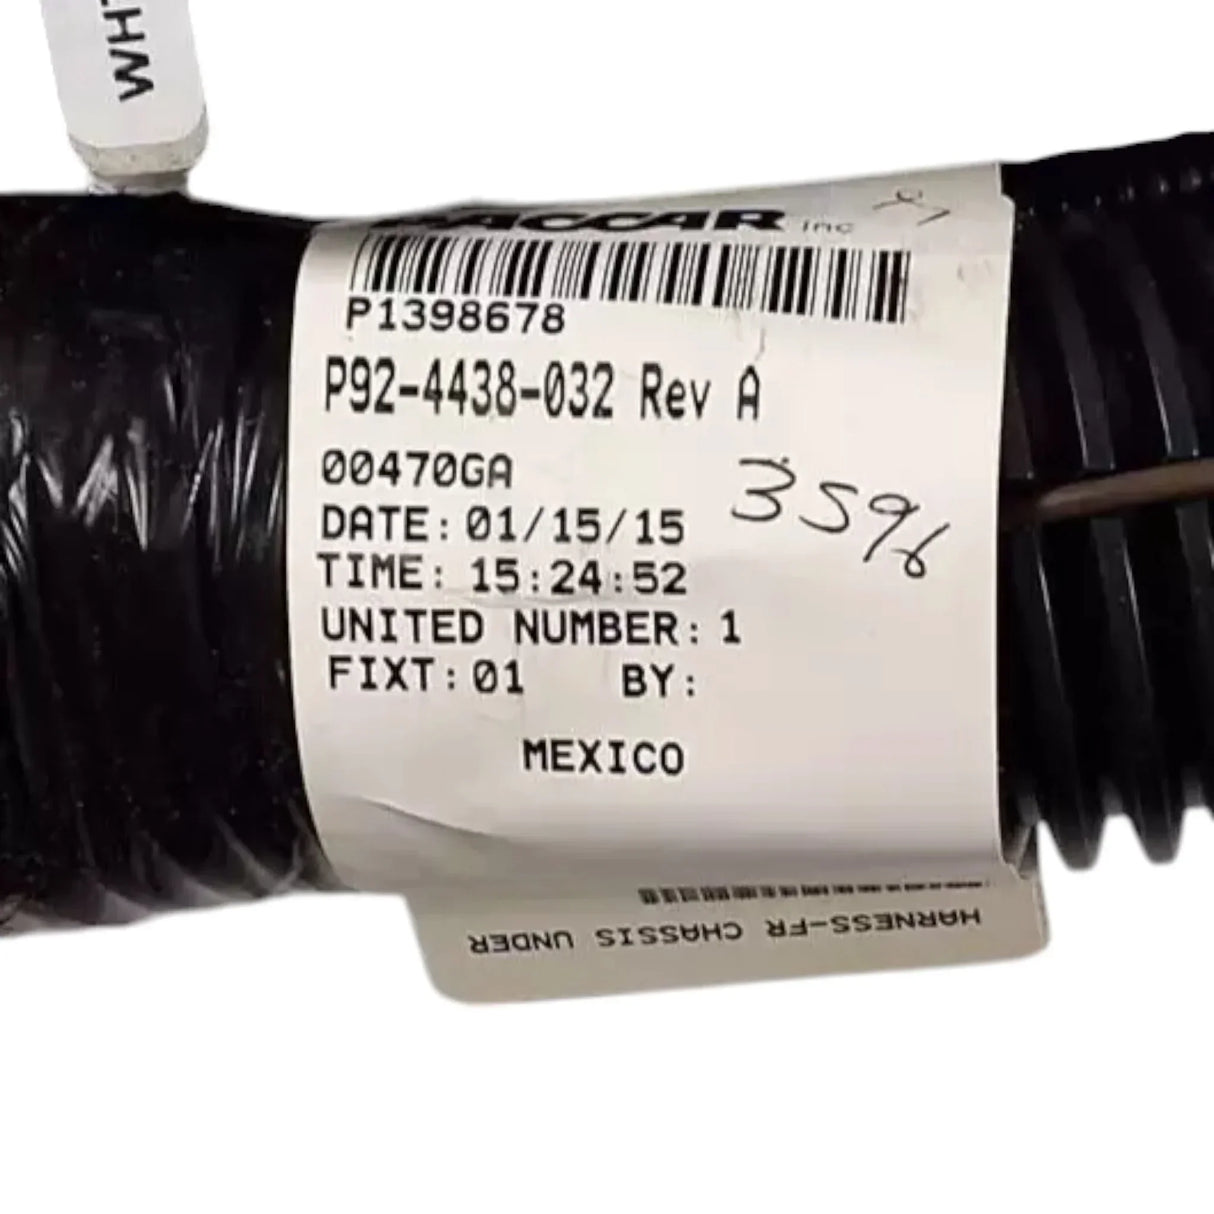 PACCAR inc
P1398678
P92-4438-032 Rev A
00470GA
3596
DATE: 01/15/15
TIME: 15:24:52
UNITED NUMBER: 1
FIXT: 01 BY:
MEXICO
HARNESS-FR CHASSIS UNDER